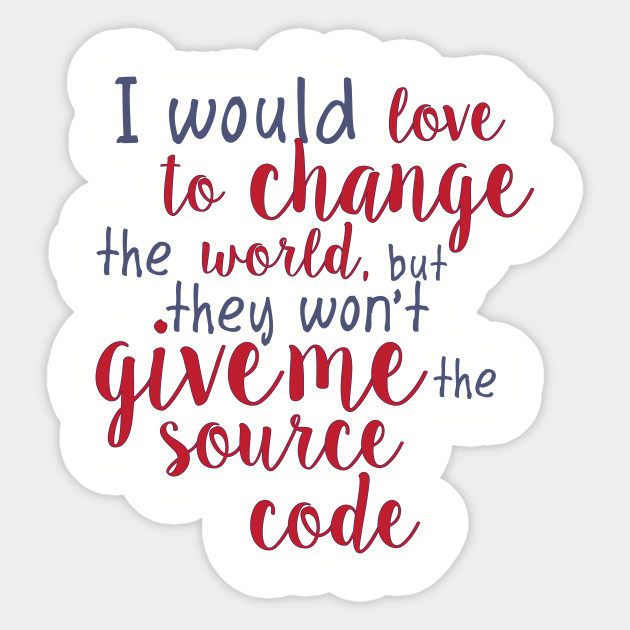 I would love
to change
the world, but
they won't
give me the
source
code